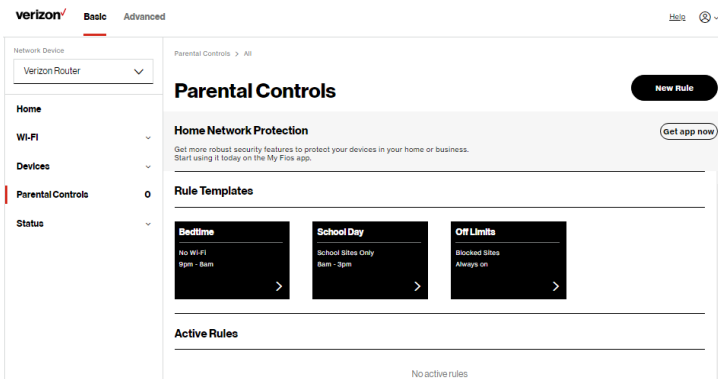 verizon
Basic
Advanced
Help
Network Device
Verizon Router
Home
Wi-Fi
Devices
Parental Controls 0
Status
Parental Controls > All
Parental Controls
New Rule
Home Network Protection
Get more robust security features to protect your devices in your home or business.
Start using it today on the My Fios app.
Get app now
Rule Templates
Bedtime
No Wi-Fi
9pm - 8am
School Day
School Sites Only
8am - 3pm
Off Limits
Blocked Sites
Always on
Active Rules
No active rules